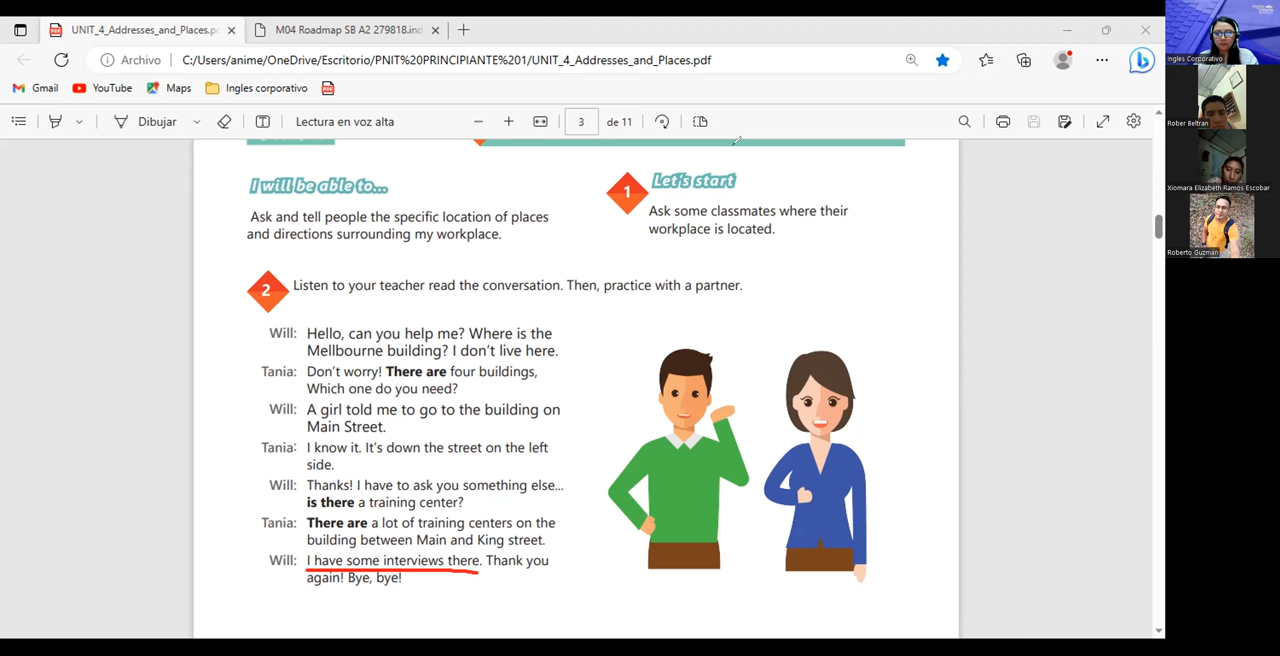 UNIT_4_Addresses_and_Places.pc
M04 Roadmap SB A2 279818.indd
Archivo C:/Users/anime/OneDrive/Escritorio/PNIT%20PRINCIPIANTE%201/UNIT_4_Addresses_and_Places.pdf
Gmail YouTube Maps Ingles corporativo
Dibujar Lectura en voz alta 3 de 11
I will be able to...
Ask and tell people the specific location of places
and directions surrounding my workplace.
1 Let's start
Ask some classmates where their
workplace is located.
2 Listen to your teacher read the conversation. Then, practice with a partner.
Will: Hello, can you help me? Where is the
Mellbourne building? I don't live here.
Tania: Don't worry! There are four buildings,
Which one do you need?
Will: A girl told me to go to the building on
Main Street.
Tania: I know it. It's down the street on the left
side.
Will: Thanks! I have to ask you something else...
is there a training center?
Tania: There are a lot of training centers on the
building between Main and King street.
Will: I have some interviews there. Thank you
again! Bye, bye!
Ingles Corporativo
Rober Beltran
Xiomara Elizabeth Ramos Escobar
Roberto Guzman